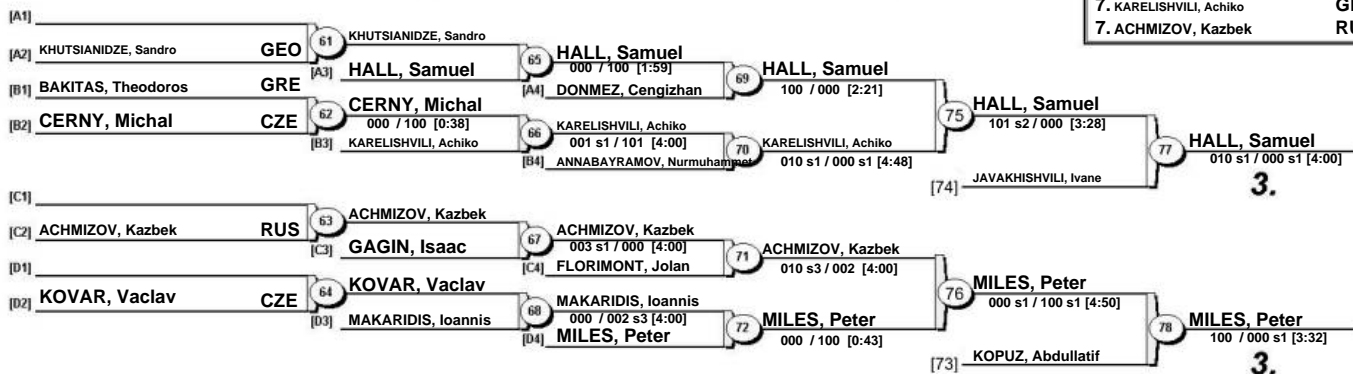 7. KARELISHVILI, Achiko
7. ACHMIZOV, Kazbek
[A1]
[A2] KHUTSIANIDZE, Sandro GEO
61
KHUTSIANIDZE, Sandro
[A3] HALL, Samuel
65
HALL, Samuel
000 / 100 [1:59]
[A4] DONMEZ, Cengizhan
69
HALL, Samuel
100 / 000 [2:21]
[B1] BAKITAS, Theodoros GRE
[B2] CERNY, Michal CZE
62
CERNY, Michal
000 / 100 [0:38]
[B3] KARELISHVILI, Achiko
66
KARELISHVILI, Achiko
001 s1 / 101 [4:00]
[B4] ANNABAYRAMOV, Nurmuhammet
70
KARELISHVILI, Achiko
010 s1 / 000 s1 [4:48]
75
HALL, Samuel
101 s2 / 000 [3:28]
[74] JAVAKHISHVILI, Ivane
77
HALL, Samuel
010 s1 / 000 s1 [4:00]
3.
[C1]
[C2] ACHMIZOV, Kazbek RUS
63
ACHMIZOV, Kazbek
[C3] GAGIN, Isaac
67
ACHMIZOV, Kazbek
003 s1 / 000 [4:00]
[C4] FLORIMONT, Jolan
71
ACHMIZOV, Kazbek
010 s3 / 002 [4:00]
[D1]
[D2] KOVAR, Vaclav CZE
64
KOVAR, Vaclav
[D3] MAKARIDIS, Ioannis
68
MAKARIDIS, Ioannis
000 / 002 s3 [4:00]
[D4] MILES, Peter
72
MILES, Peter
000 / 100 [0:43]
76
MILES, Peter
000 s1 / 100 s1 [4:50]
[73] KOPUZ, Abdullatif
78
MILES, Peter
100 / 000 s1 [3:32]
3.